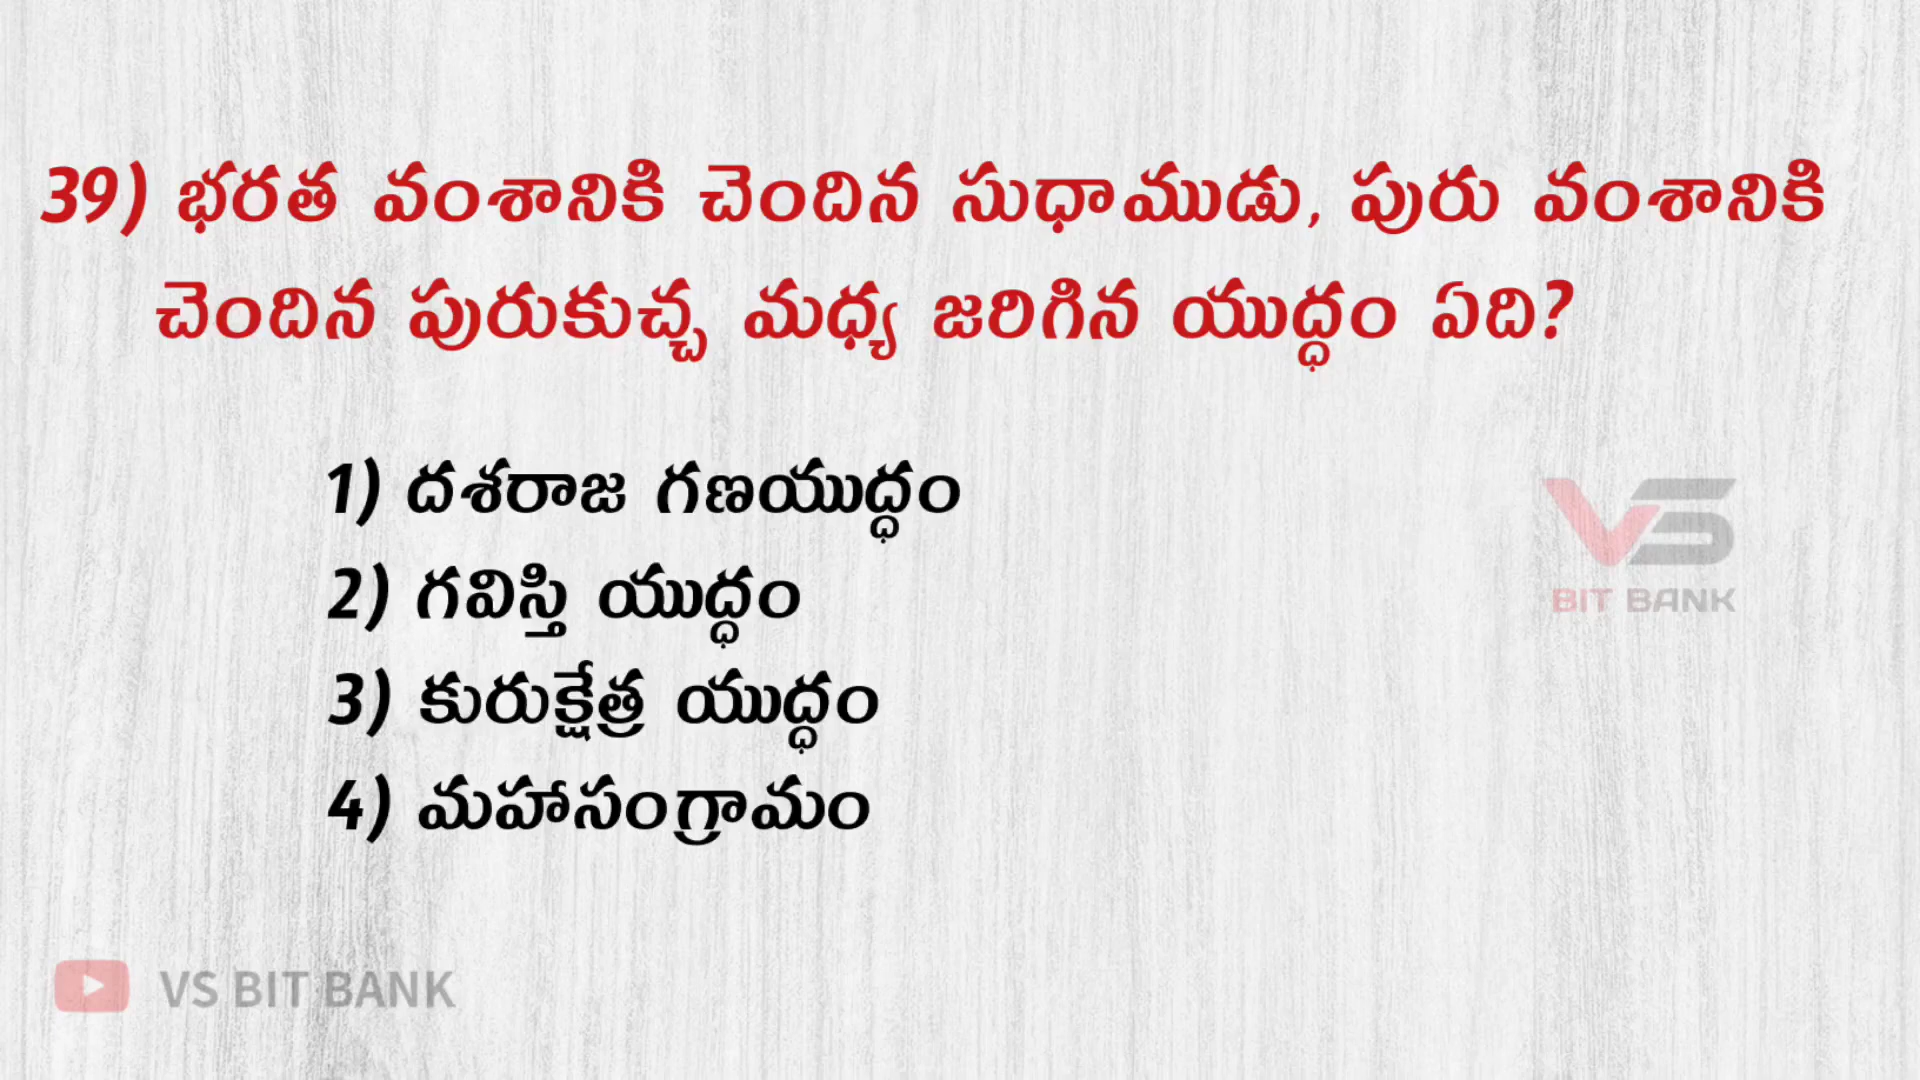 39) భరత వంశానికి చెందిన సుధాముడు, పురు వంశానికి
చెందిన పురుకుచ్చ మధ్య జరిగిన యుద్ధం ఏది?
1) దశరాజ గణయుద్ధం
2) గవిస్తి యుద్ధం
3) కురుక్షేత్ర యుద్ధం
4) మహాసంగ్రామం
VS
BIT BANK
VS BIT BANK